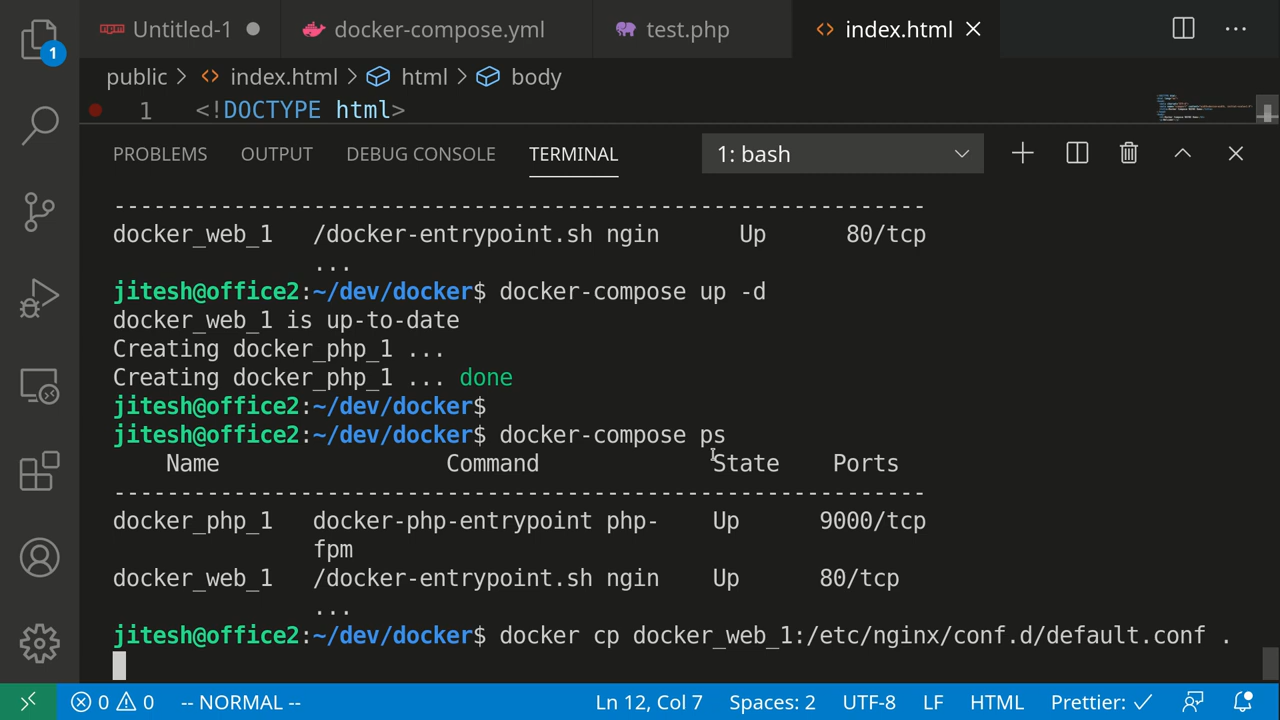 Untitled-1
docker-compose.yml
test.php
index.html
1
public > index.html > html > body
1 <!DOCTYPE html>
PROBLEMS OUTPUT DEBUG CONSOLE TERMINAL 1: bash
------------------------------------------------------------
docker_web_1 /docker-entrypoint.sh ngin Up 80/tcp
...
jitesh@office2:~/dev/docker$ docker-compose up -d
docker_web_1 is up-to-date
Creating docker_php_1 ...
Creating docker_php_1 ... done
jitesh@office2:~/dev/docker$
jitesh@office2:~/dev/docker$ docker-compose ps
Name Command State Ports
------------------------------------------------------------
docker_php_1 docker-php-entrypoint php- Up 9000/tcp
fpm
docker_web_1 /docker-entrypoint.sh ngin Up 80/tcp
...
jitesh@office2:~/dev/docker$ docker cp docker_web_1:/etc/nginx/conf.d/default.conf .
0 0 -- NORMAL -- Ln 12, Col 7 Spaces: 2 UTF-8 LF HTML Prettier: ✓